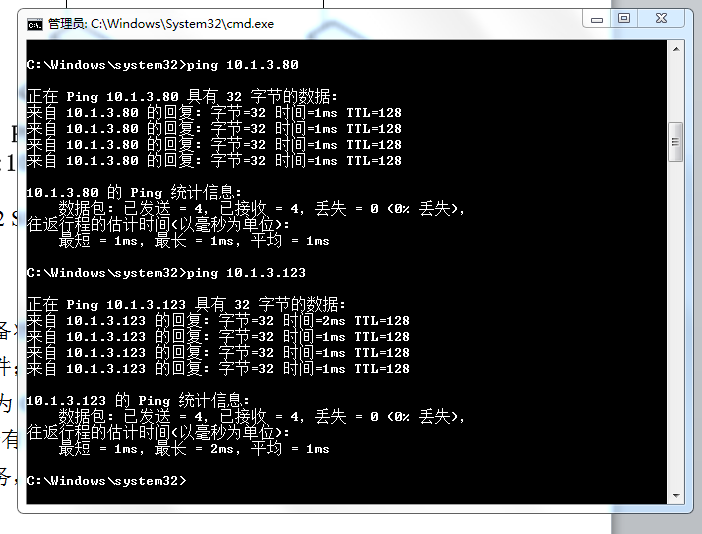 管理员: C:\Windows\System32\cmd.exe
C:\Windows\system32>ping 10.1.3.80
正在 Ping 10.1.3.80 具有 32 字节的数据:
来自 10.1.3.80 的回复: 字节=32 时间=1ms TTL=128
来自 10.1.3.80 的回复: 字节=32 时间=1ms TTL=128
来自 10.1.3.80 的回复: 字节=32 时间=1ms TTL=128
来自 10.1.3.80 的回复: 字节=32 时间=1ms TTL=128
10.1.3.80 的 Ping 统计信息:
数据包: 已发送 = 4，已接收 = 4，丢失 = 0 (0% 丢失)，
往返行程的估计时间(以毫秒为单位):
最短 = 1ms，最长 = 1ms，平均 = 1ms
C:\Windows\system32>ping 10.1.3.123
正在 Ping 10.1.3.123 具有 32 字节的数据:
来自 10.1.3.123 的回复: 字节=32 时间=2ms TTL=128
来自 10.1.3.123 的回复: 字节=32 时间=1ms TTL=128
来自 10.1.3.123 的回复: 字节=32 时间=1ms TTL=128
来自 10.1.3.123 的回复: 字节=32 时间=1ms TTL=128
10.1.3.123 的 Ping 统计信息:
数据包: 已发送 = 4，已接收 = 4，丢失 = 0 (0% 丢失)，
往返行程的估计时间(以毫秒为单位):
最短 = 1ms，最长 = 2ms，平均 = 1ms
C:\Windows\system32>
2 S
件;
为
有
务,